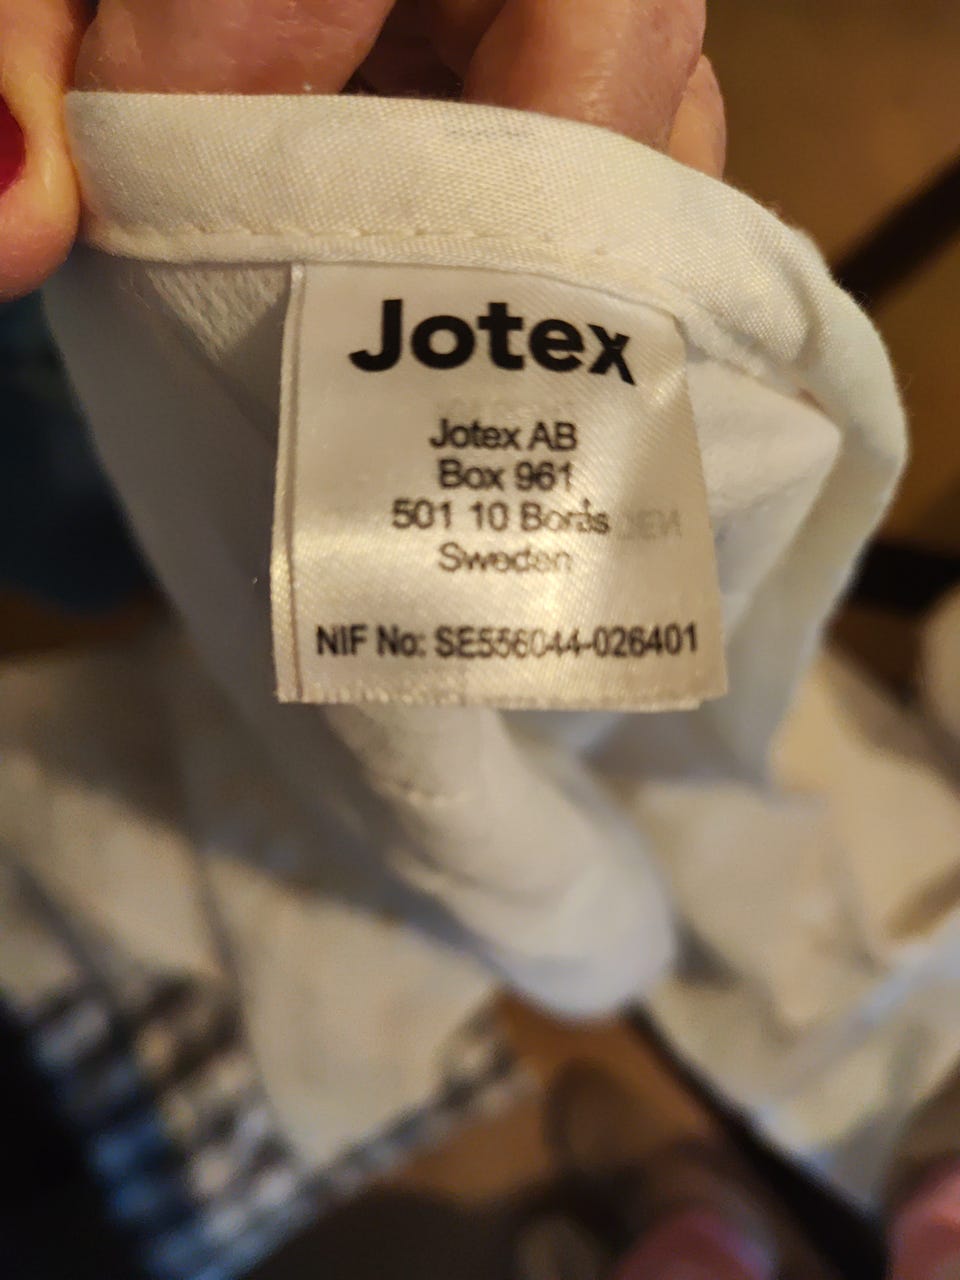 Jotex
Jotex AB
Box 961
501 10 Borås
Sweden
NIF No: SE556044-026401